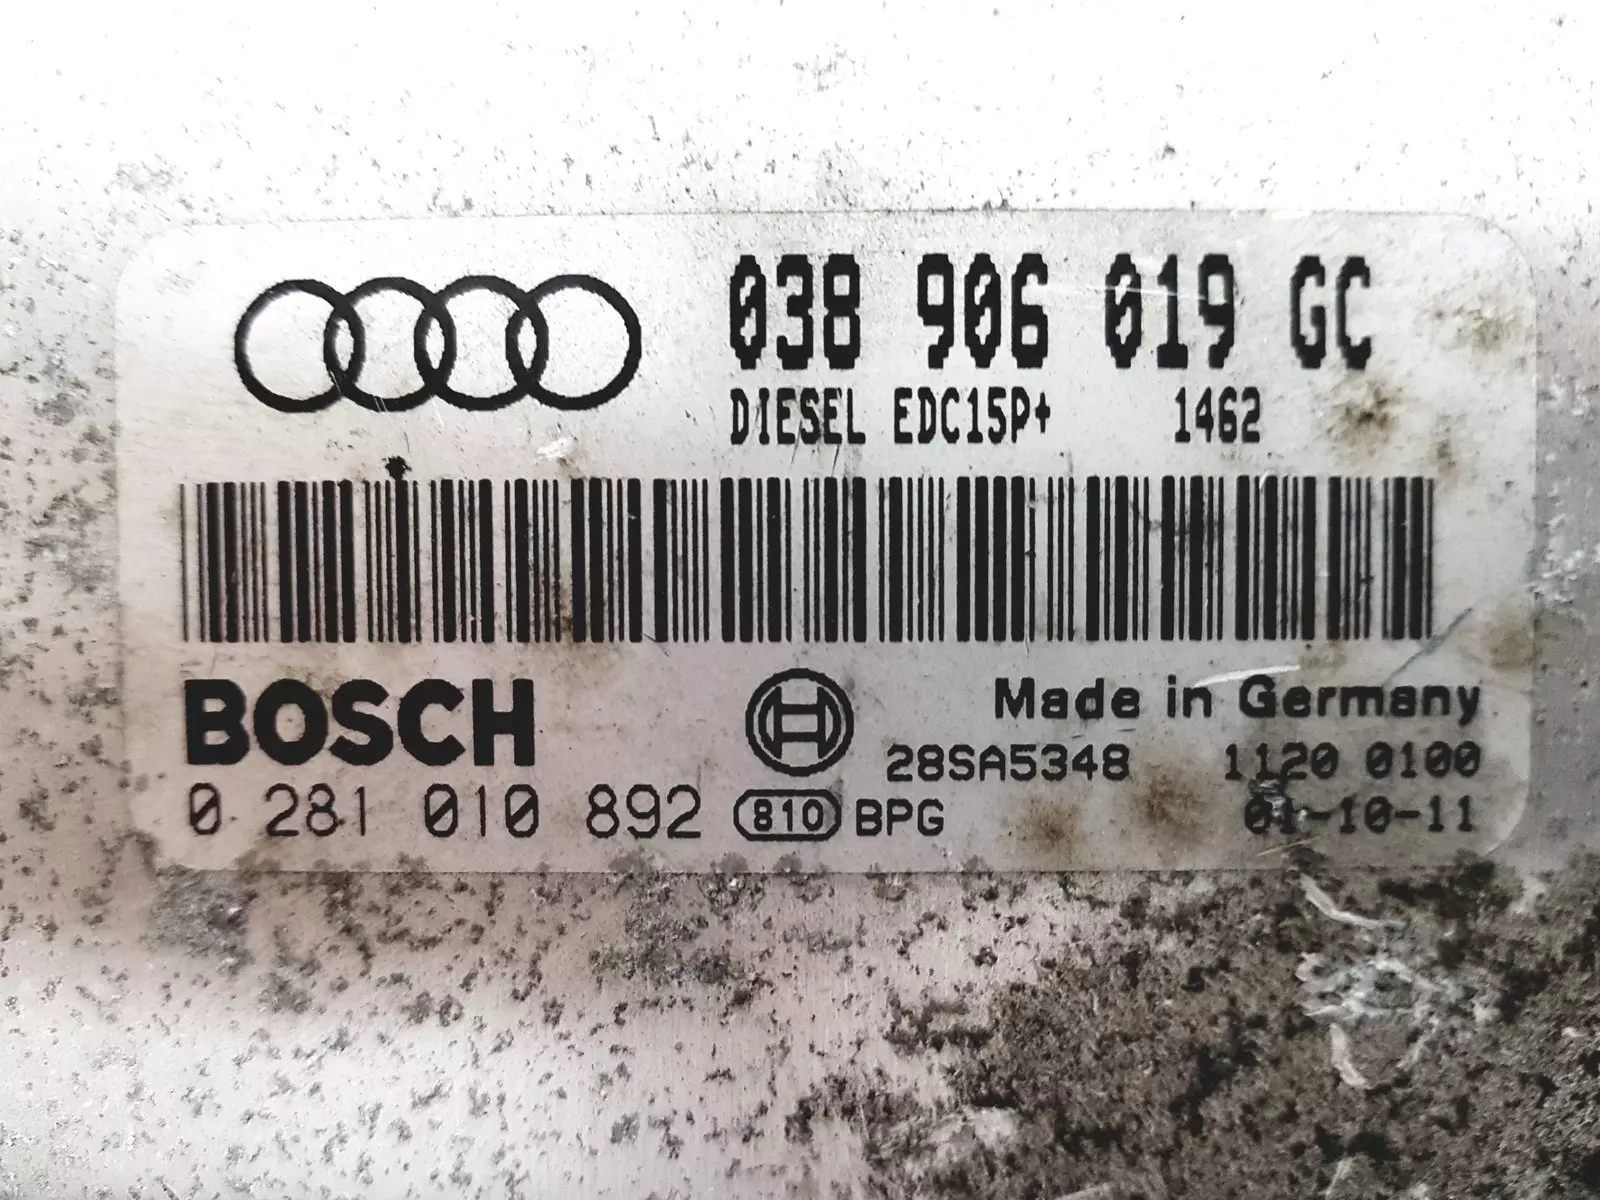 038 906 019 GC
DIESEL EDC15P+ 1462
BOSCH
Made in Germany
28SA5348 1120 0100
0 281 010 892 810 BPG 01-10-11